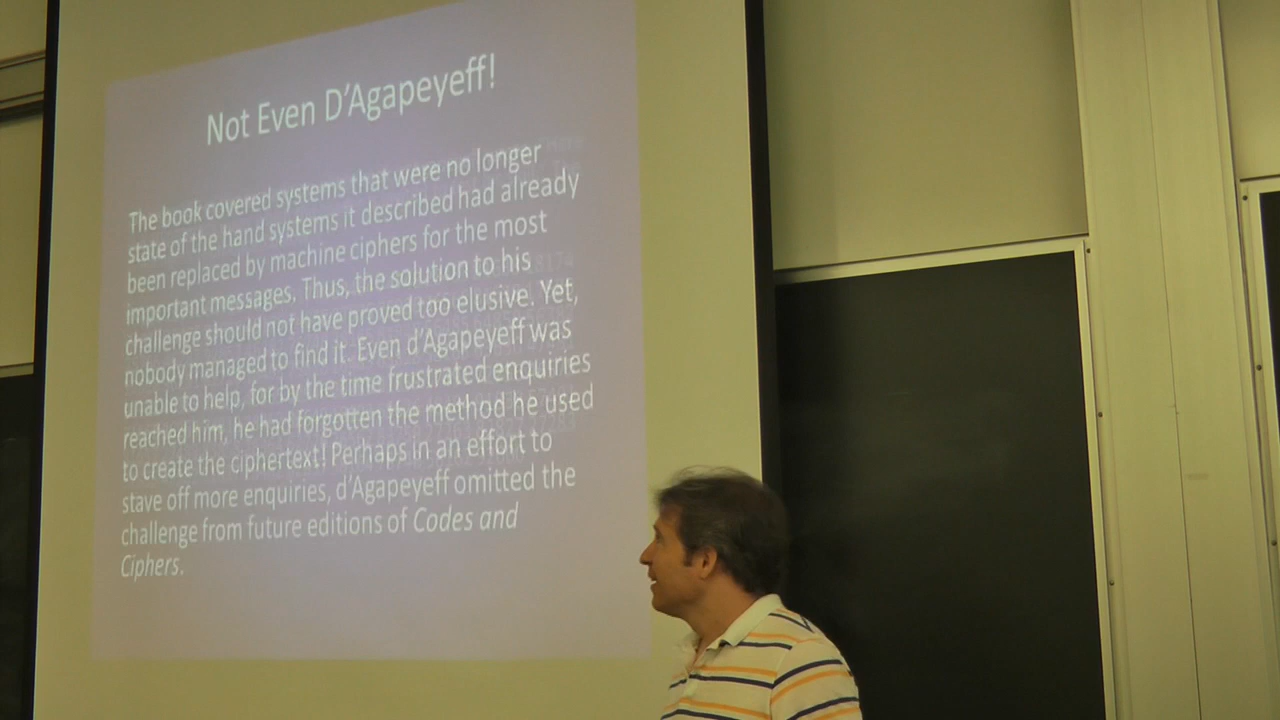 Not Even D'Agapeyeff!
The book covered systems that were no longer
state of the hand systems it described had already
been replaced by machine ciphers for the most
important messages. Thus, the solution to his
challenge should not have proved too elusive. Yet,
nobody managed to find it. Even d'Agapeyeff was
unable to help, for by the time frustrated enquiries
reached him, he had forgotten the method he used
to create the ciphertext! Perhaps in an effort to
stave off more enquiries, d'Agapeyeff omitted the
challenge from future editions of Codes and
Ciphers.